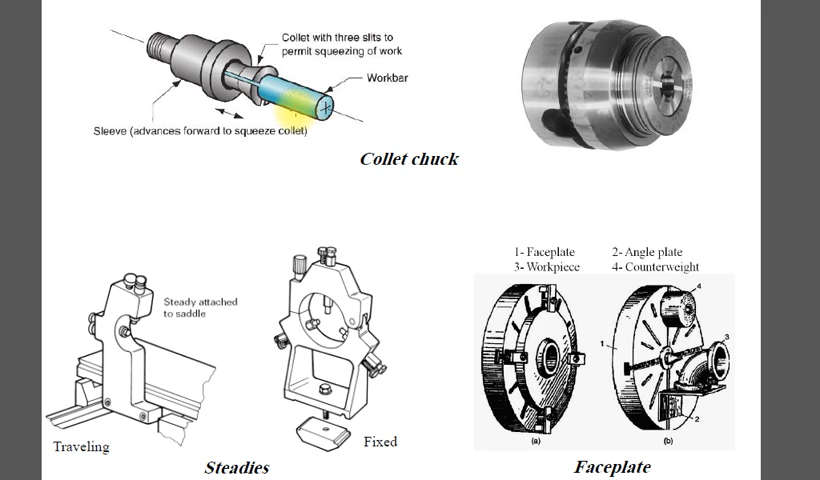 Collet with three slits to
permit squeezing of work
Workbar
Sleeve (advances forward to squeeze collet)
Collet chuck
Steady attached
to saddle
Traveling
Fixed
Steadies
1- Faceplate 2- Angle plate
3- Workpiece 4- Counterweight
4
3
1
2
(a) (b)
Faceplate